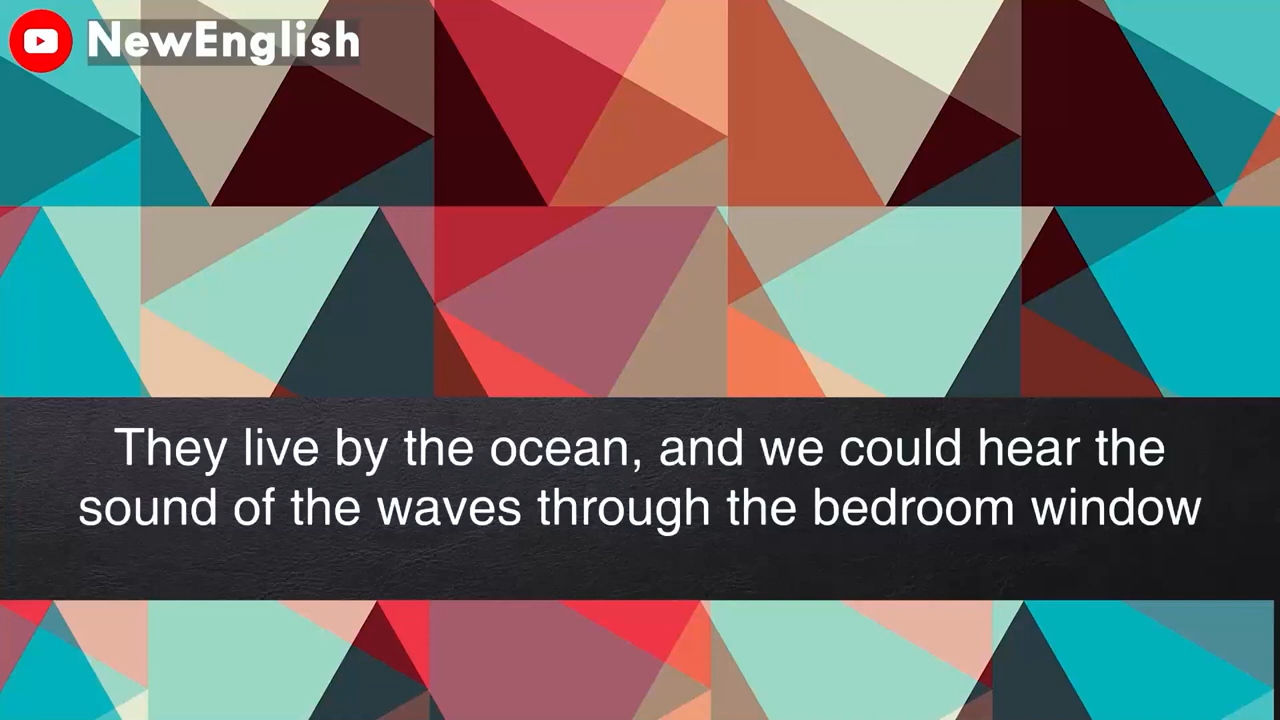 NewEnglish
They live by the ocean, and we could hear the
sound of the waves through the bedroom window